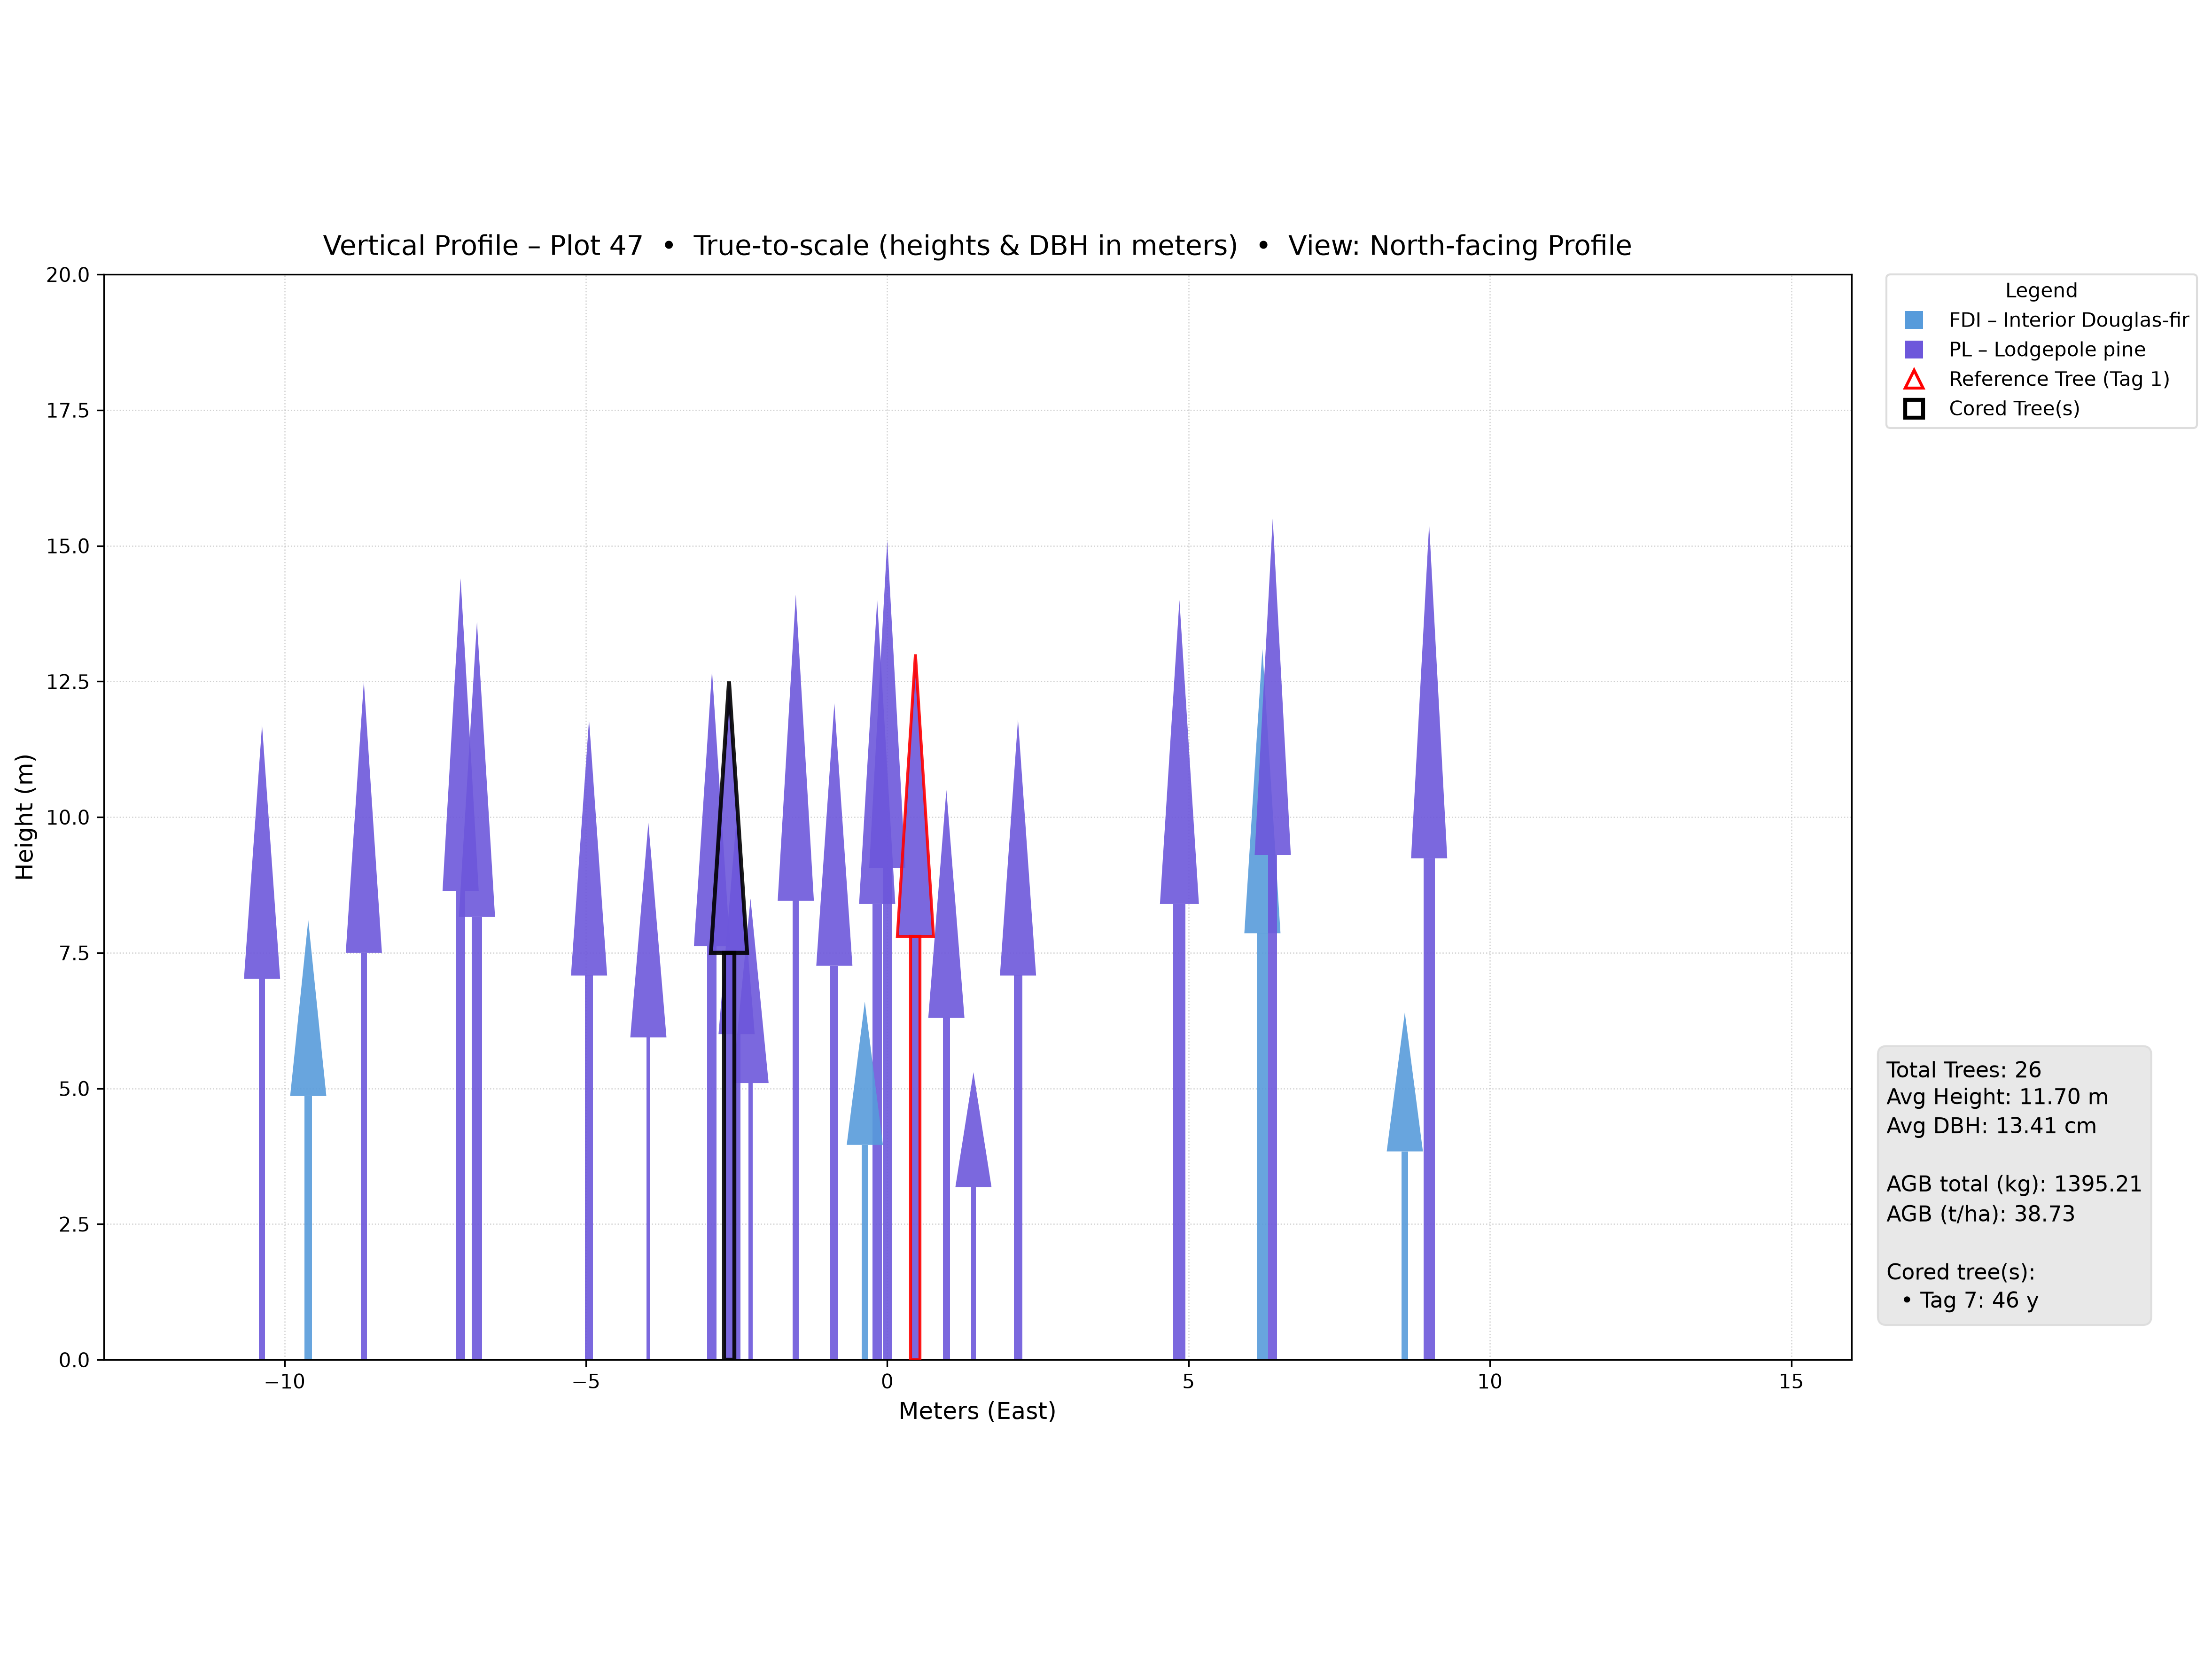 Vertical Profile – Plot 47 • True-to-scale (heights & DBH in meters) • View: North-facing Profile
20.0
17.5
15.0
12.5
10.0
7.5
5.0
2.5
0.0
Height (m)
−10
−5
0
5
10
15
Meters (East)
Legend
FDI – Interior Douglas-fir
PL – Lodgepole pine
Reference Tree (Tag 1)
Cored Tree(s)
Total Trees: 26
Avg Height: 11.70 m
Avg DBH: 13.41 cm
AGB total (kg): 1395.21
AGB (t/ha): 38.73
Cored tree(s):
• Tag 7: 46 y